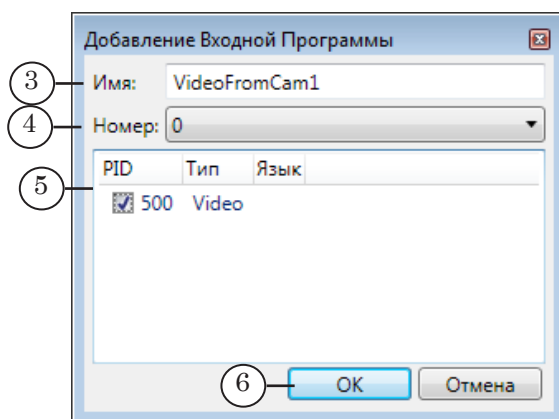 Добавление Входной Программы
3 Имя: VideoFromCam1
4 Номер: 0
PID Тип Язык
5
500 Video
6 OK Отмена